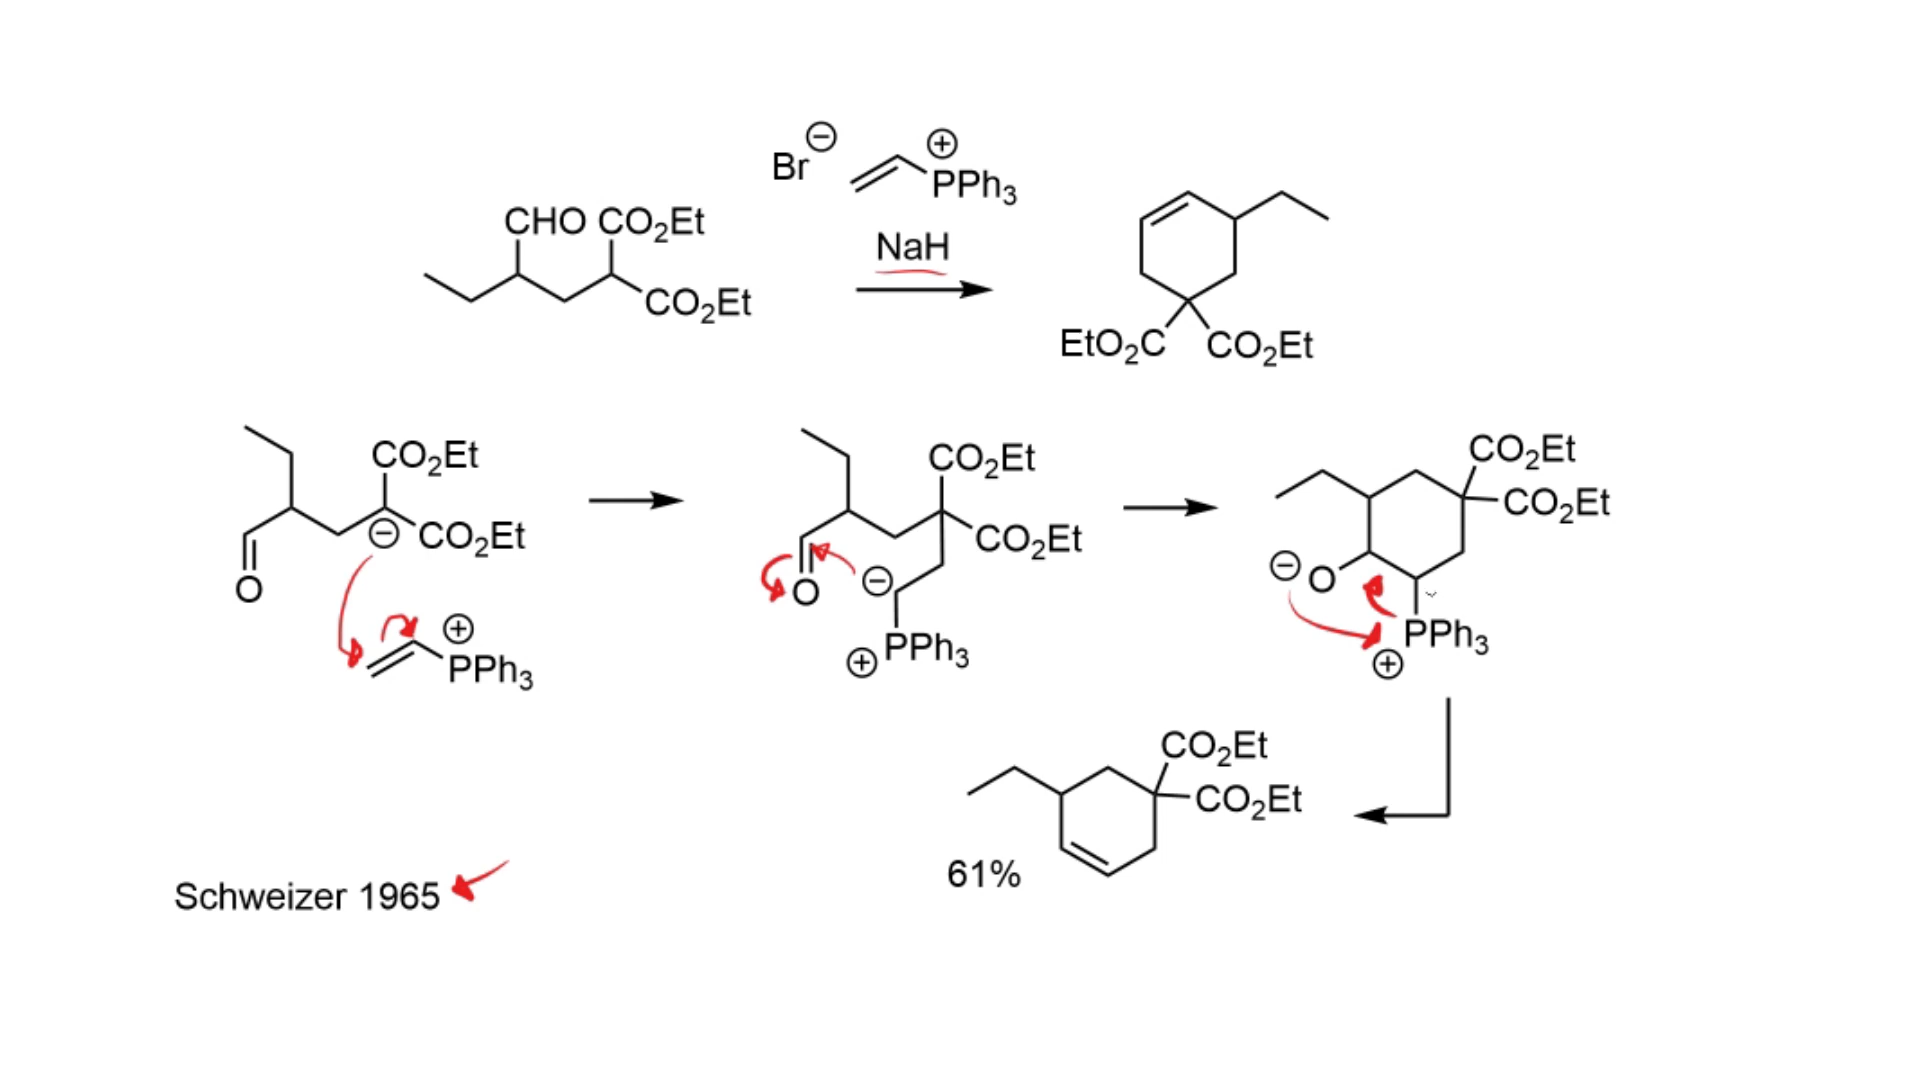 Br⊖ ⊕
PPh₃
CHO CO₂Et
NaH
CO₂Et
EtO₂C CO₂Et
CO₂Et
⊖ CO₂Et
O
⊕
PPh₃
CO₂Et
CO₂Et
⊖
O
PPh₃
⊕
CO₂Et
CO₂Et
⊖ O
PPh₃
⊕
CO₂Et
CO₂Et
61%
Schweizer 1965